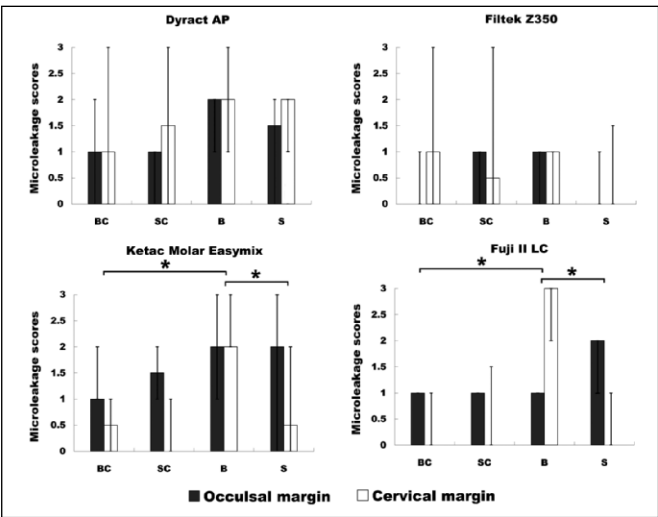 Dyract AP
Microleakage scores
3
2.5
2
1.5
1
0.5
0
BC SC B S
Filtek Z350
Microleakage scores
3
2.5
2
1.5
1
0.5
0
BC SC B S
Ketac Molar Easymix
* *
Microleakage scores
3
2.5
2
1.5
1
0.5
0
BC SC B S
Fuji II LC
* *
Microleakage scores
3
2.5
2
1.5
1
0.5
0
BC SC B S
Occulsal margin Cervical margin